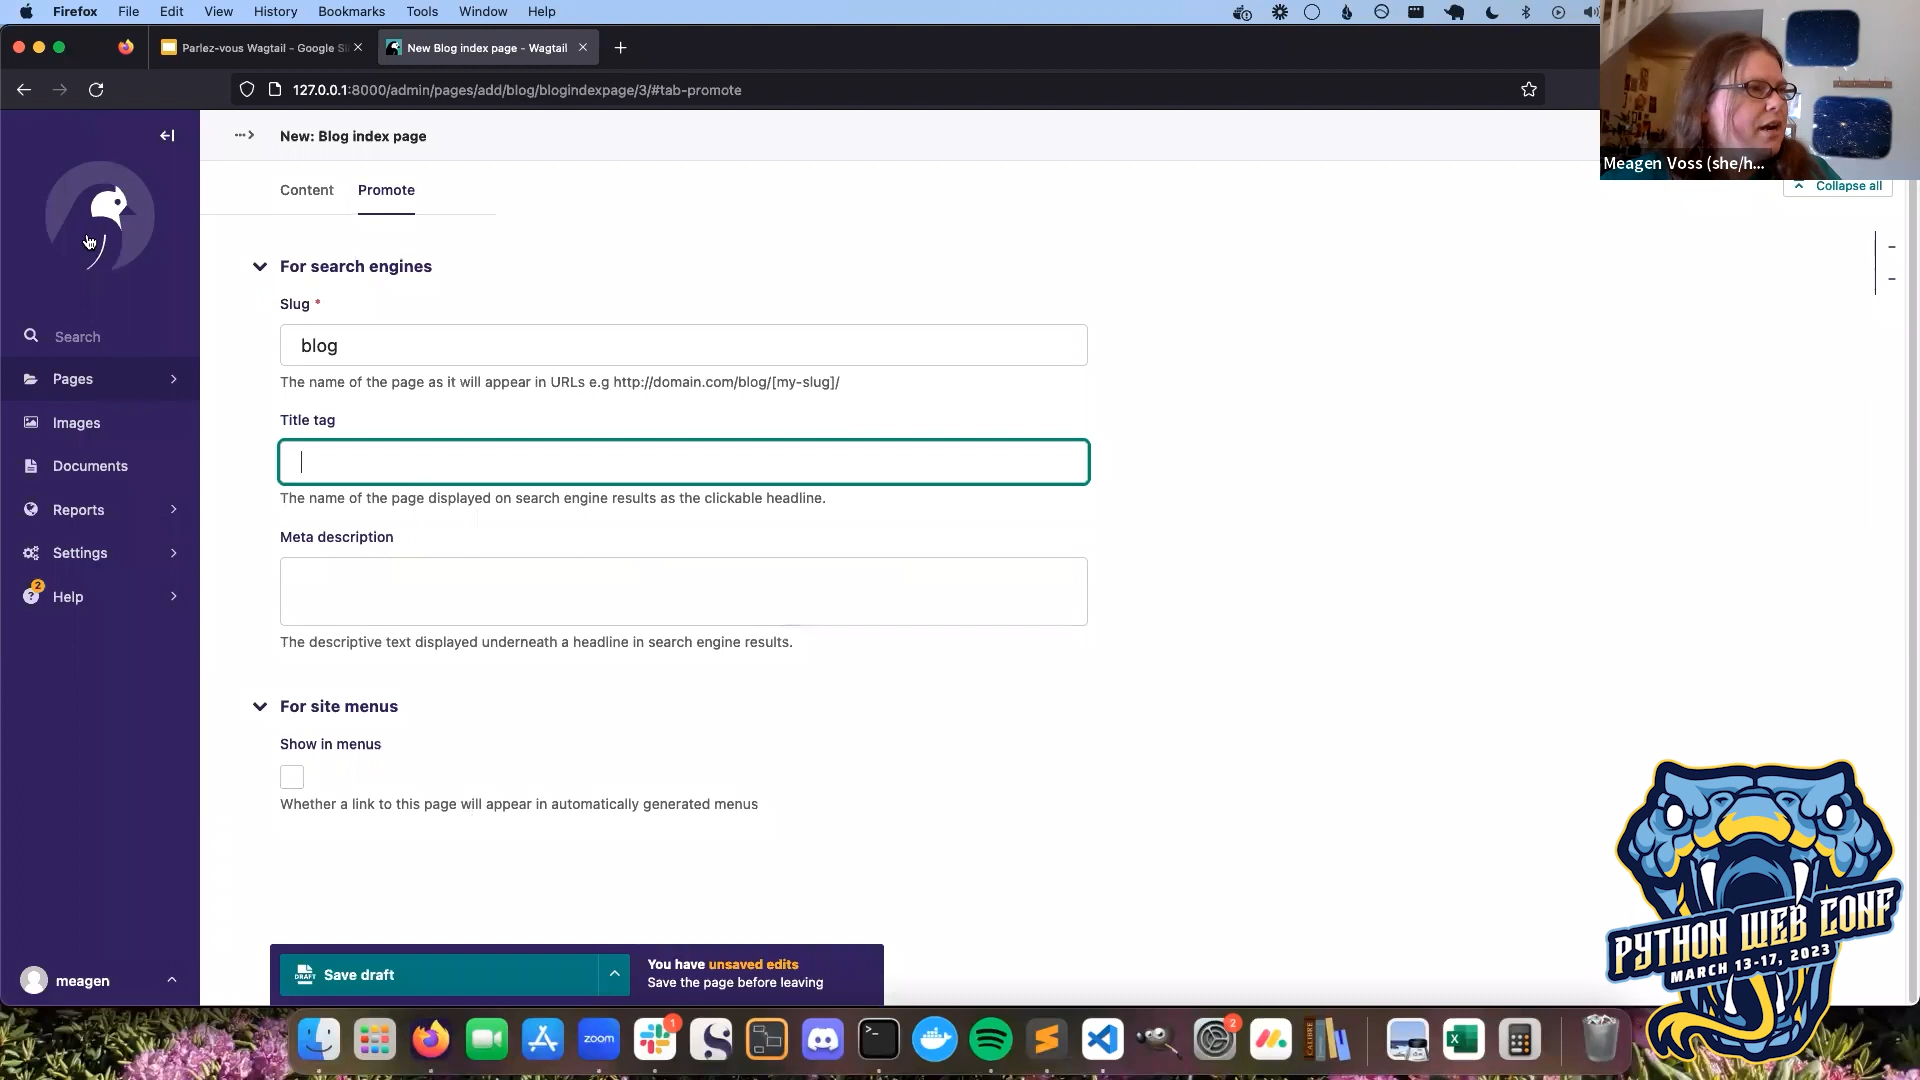 Firefox File Edit View History Bookmarks Tools Window Help
Parlez-vous Wagtail – Google Sl
New Blog index page - Wagtail
127.0.0.1:8000/admin/pages/add/blog/blogindexpage/3/#tab-promote
Meagen Voss (she/h...
New: Blog index page
Content Promote
Collapse all
For search engines
Slug *
blog
The name of the page as it will appear in URLs e.g http://domain.com/blog/[my-slug]/
Title tag
The name of the page displayed on search engine results as the clickable headline.
Meta description
The descriptive text displayed underneath a headline in search engine results.
For site menus
Show in menus
Whether a link to this page will appear in automatically generated menus
Search
Pages
Images
Documents
Reports
Settings
2
Help
meagen
DRAFT
Save draft
You have unsaved edits
Save the page before leaving
PYTHON WEB CONF
MARCH 13-17, 2023
zoom
1
2
CALIBRE